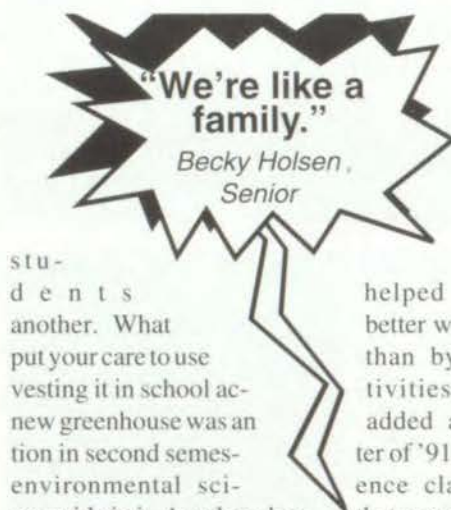 “We’re like a
family.”
Becky Holsen,
Senior
stu-
dents helped
another. What better w
put your care to use than by
vesting it in school ac- tivities
new greenhouse was an added a
tion in second semes- ter of '91
environmental sci- ence cla